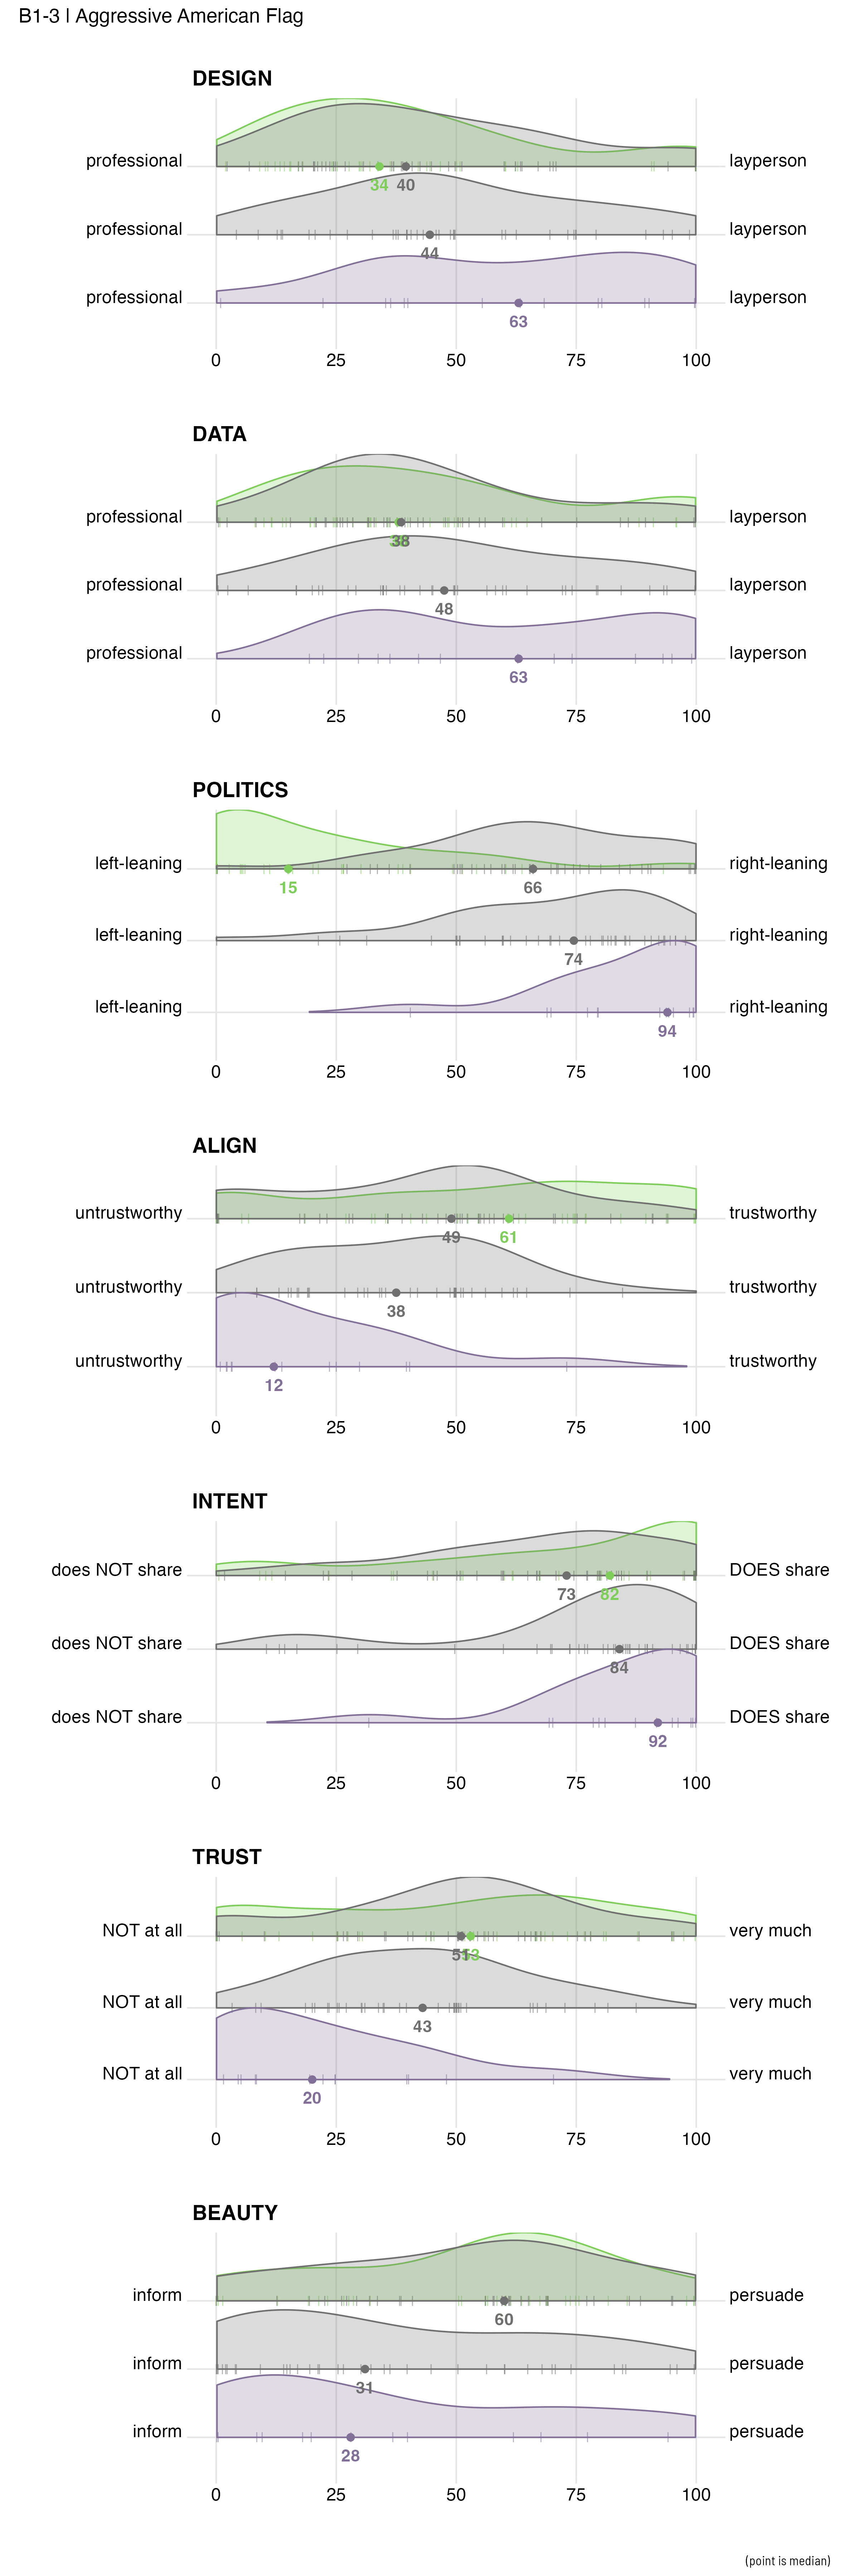 B1-3 | Aggressive American Flag
DESIGN
professional layperson
34 40
professional layperson
44
professional layperson
63
0 25 50 75 100
DATA
professional layperson
38
professional layperson
48
professional layperson
63
0 25 50 75 100
POLITICS
left-leaning right-leaning
15 66
left-leaning right-leaning
74
left-leaning right-leaning
94
0 25 50 75 100
ALIGN
untrustworthy trustworthy
49 61
untrustworthy trustworthy
38
untrustworthy trustworthy
12
0 25 50 75 100
INTENT
does NOT share DOES share
73 82
does NOT share DOES share
84
does NOT share DOES share
92
0 25 50 75 100
TRUST
NOT at all very much
51 53
NOT at all very much
43
NOT at all very much
20
0 25 50 75 100
BEAUTY
inform persuade
60
inform persuade
31
inform persuade
28
0 25 50 75 100
(point is median)